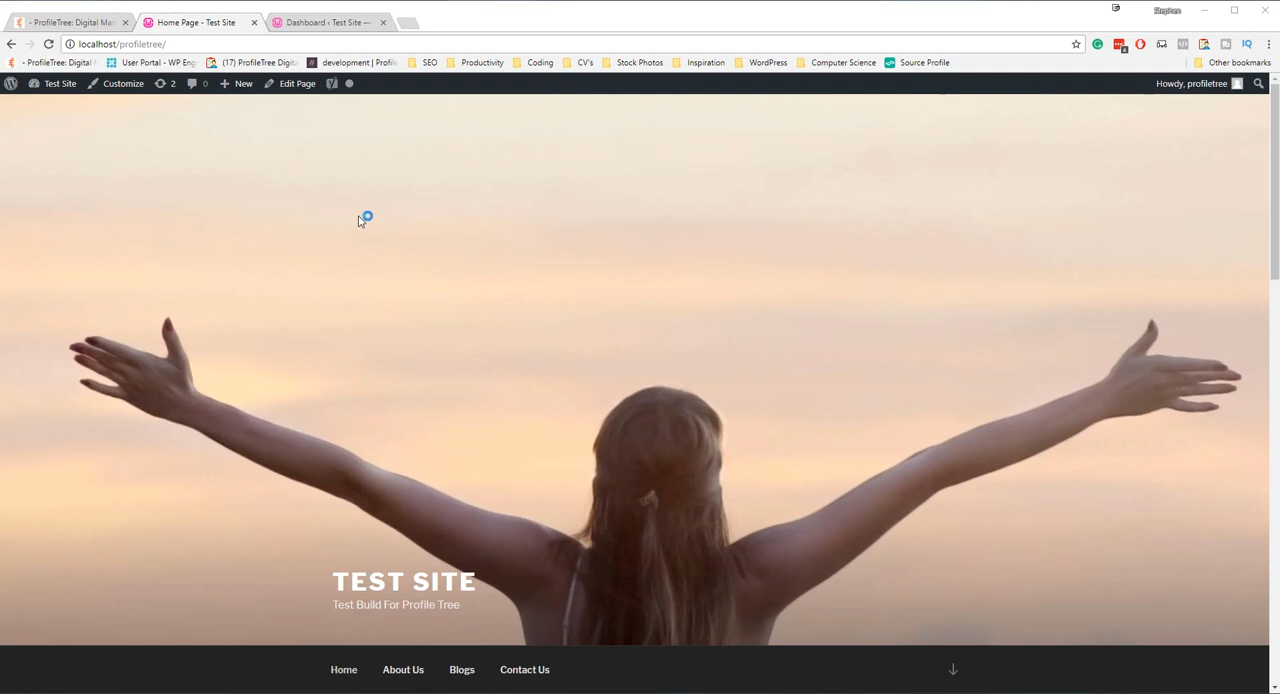 Stephen
- ProfileTree: Digital Mar
Home Page - Test Site
Dashboard ‹ Test Site —
localhost/profiletree/
- ProfileTree: Digital M
User Portal - WP Eng
(17) ProfileTree Digita
development | Profile
SEO
Productivity
Coding
CV's
Stock Photos
Inspiration
WordPress
Computer Science
Source Profile
Other bookmarks
Test Site
Customize
2
0
New
Edit Page
Howdy, profiletree
TEST SITE
Test Build For Profile Tree
Home
About Us
Blogs
Contact Us